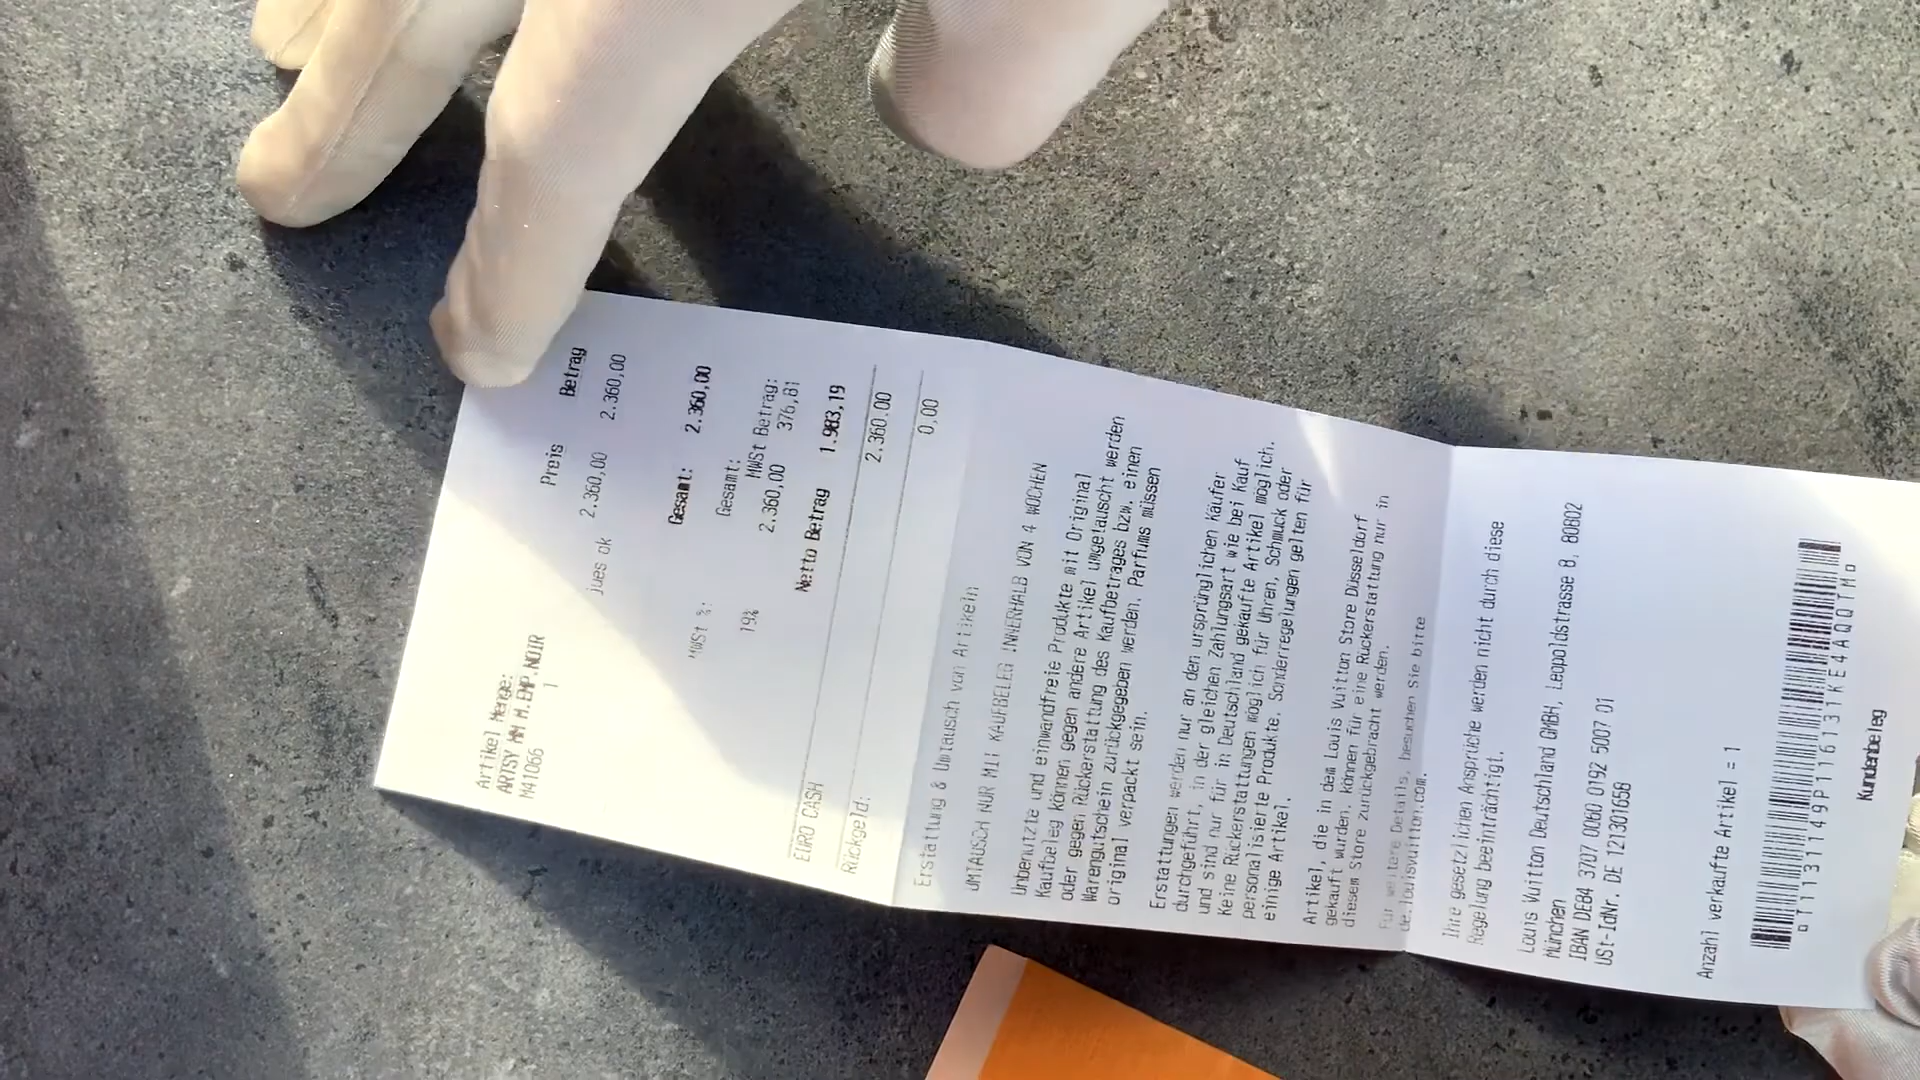 Artikel Menge: Preis Betrag
ARTSY MM M.EMP.NOIR
M41066 1 2.360,00 2.360,00
jues ok
Gesamt: 2.360,00
MWSt %: Gesamt: MWSt Betrag:
19% 2.360,00 376,81
Netto Betrag 1.983,19
EURO CASH 2.360.00
Rückgeld: 0,00
Erstattung & Umtausch von Artikeln
UMTAUSCH NUR MIT KAUFBELEG INNERHALB VON 4 WOCHEN
Unbenutzte und einwandfreie Produkte mit Original
Kaufbeleg können gegen andere Artikel umgetauscht werden
oder gegen Rückerstattung des Kaufbetrages bzw. einen
Warengutschein zurückgegeben werden. Parfums müssen
original verpackt sein.
Erstattungen werden nur an den ursprünglichen Käufer
durchgeführt, in der gleichen Zahlungsart wie bei Kauf
und sind nur für in Deutschland gekaufte Artikel möglich.
Keine Rückerstattungen möglich für Uhren, Schmuck oder
personalisierte Produkte. Sonderregelungen gelten für
einige Artikel.
Artikel, die in dem Louis Vuitton Store Düsseldorf
gekauft wurden, können für eine Rückerstattung nur in
diesem Store zurückgebracht werden.
Für weitere Details, besuchen Sie bitte
de.louisvuitton.com.
Ihre gesetzlichen Ansprüche werden nicht durch diese
Regelung beeinträchtigt.
Louis Vuitton Deutschland GMBH, Leopoldstrasse 8, 80802
München
IBAN DE84 3707 0060 0192 5007 01
USt-IdNr. DE 121301658
Anzahl verkaufte Artikel = 1
oT1131149P116131KE4AQQTMo
Kundenbeleg